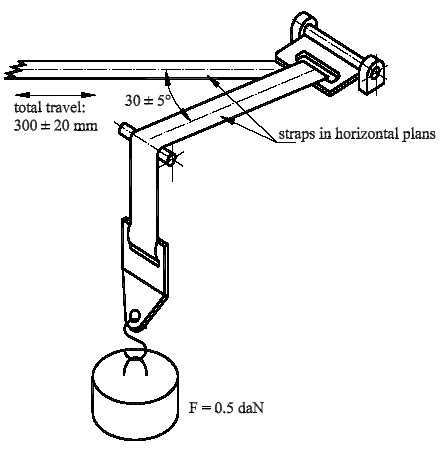 total travel:
300 ± 20 mm
30 ± 5°
straps in horizontal plans
F = 0.5 daN